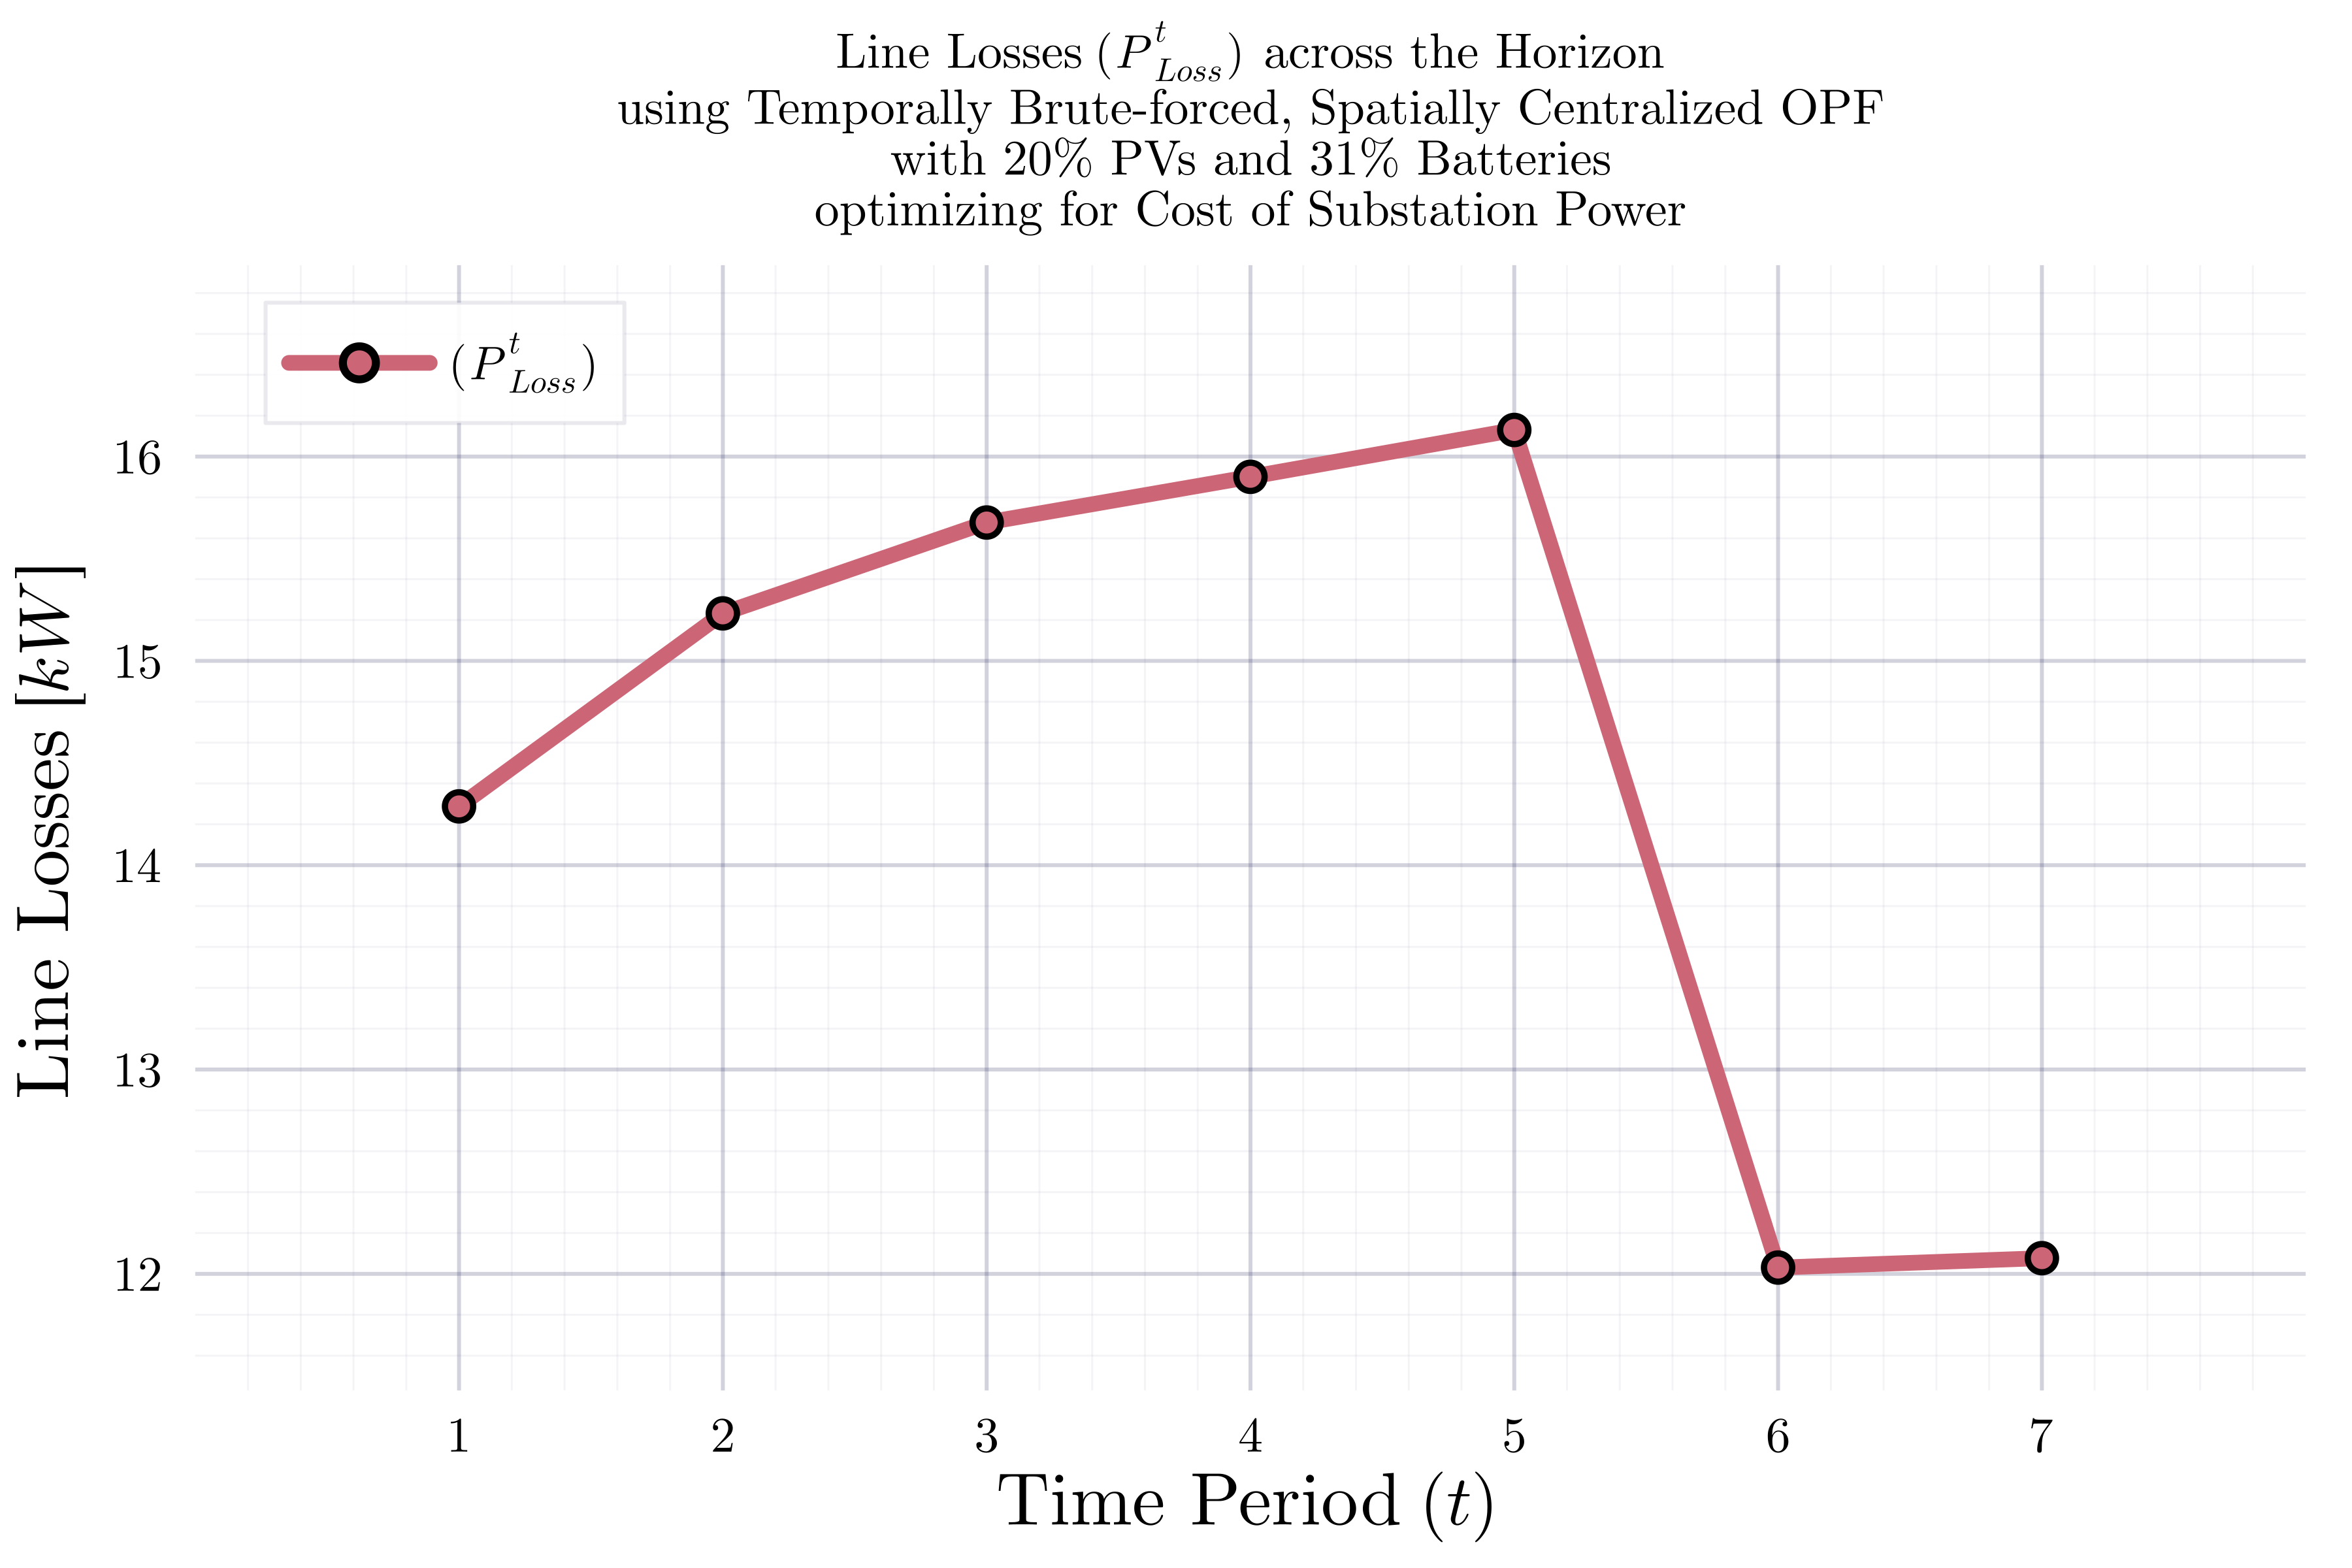 Line Losses (P^t_Loss) across the Horizon
using Temporally Brute-forced, Spatially Centralized OPF
with 20% PVs and 31% Batteries
optimizing for Cost of Substation Power
(P^t_Loss)
Line Losses [kW]
16
15
14
13
12
1 2 3 4 5 6 7
Time Period (t)